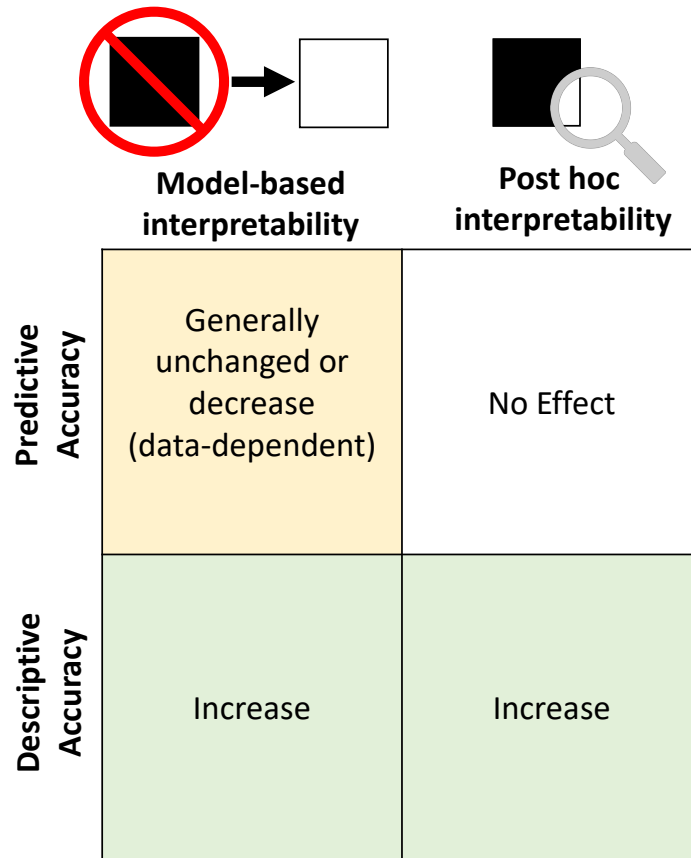 Model-based
interpretability
Post hoc
interpretability
Predictive
Accuracy
Generally
unchanged or
decrease
(data-dependent)
No Effect
Descriptive
Accuracy
Increase
Increase